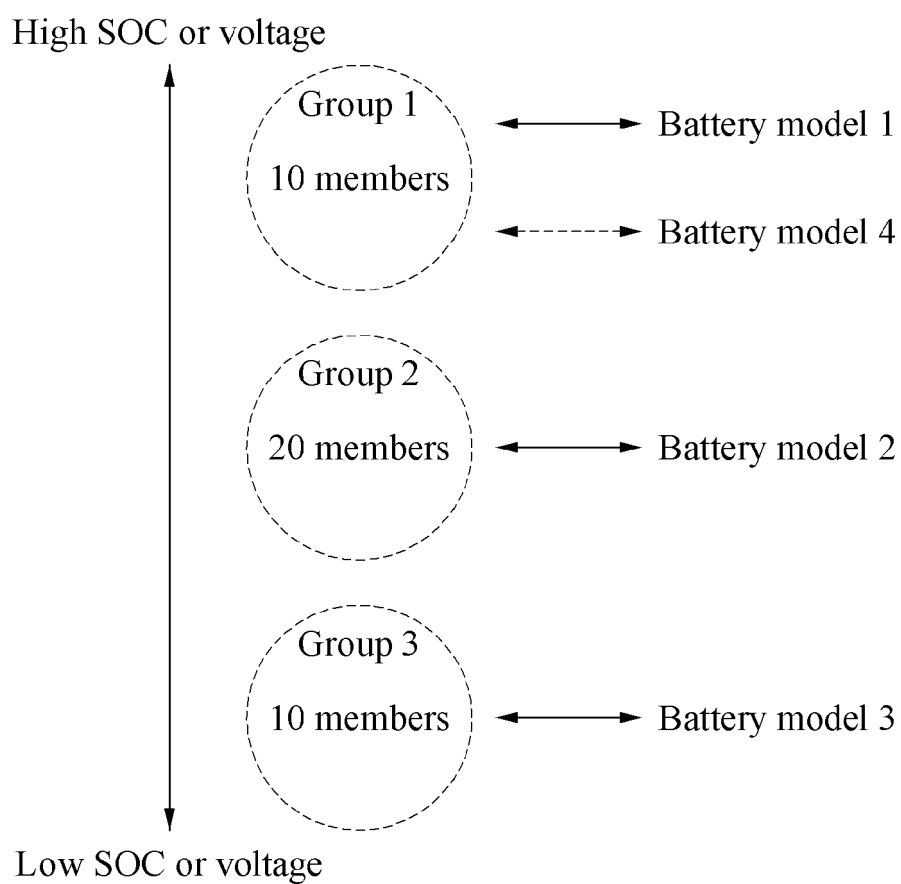 High SOC or voltage
Group 1
10 members
Battery model 1
Battery model 4
Group 2
20 members
Battery model 2
Group 3
10 members
Battery model 3
Low SOC or voltage